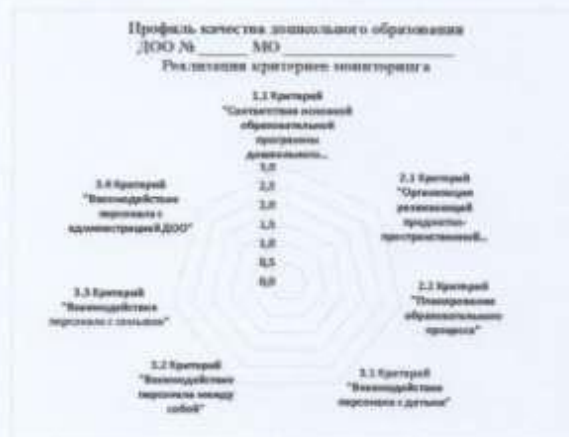 Профиль качества дошкольного образования
ДОО № ______ МО ____________________
Реализация критериев мониторинга
1.1 Критерий
"Соответствие основной
образовательной
программы
дошкольного...
3,0
2,5
2,0
1,5
1,0
0,5
0,0
2.1 Критерий
"Организация
развивающей
предметно-
пространственной...
2.2 Критерий
"Планирование
образовательного
процесса"
3.1 Критерий
"Взаимодействие
персонала с детьми"
3.2 Критерий
"Взаимодействие
персонала между
собой"
3.3 Критерий
"Взаимодействие
персонала с семьями"
3.4 Критерий
"Взаимодействие
персонала с
администрацией ДОО"